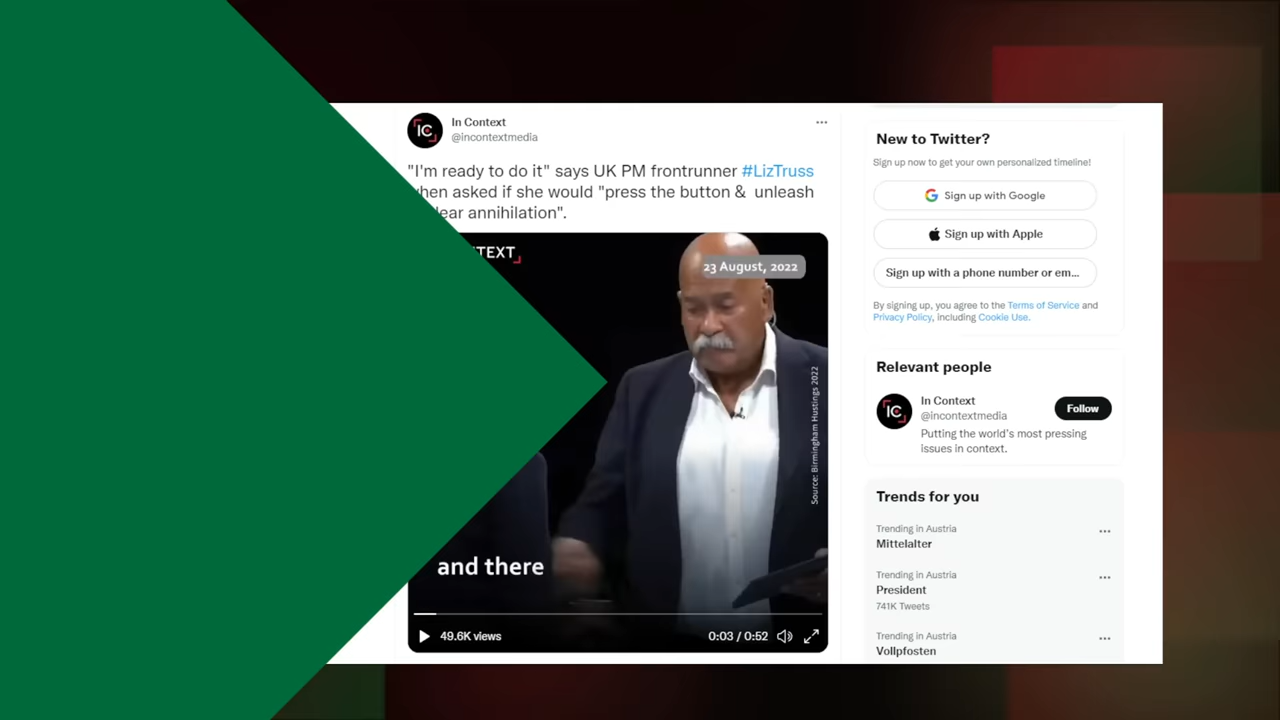 In Context
@incontextmedia
"I'm ready to do it" says UK PM frontrunner #LizTruss
when asked if she would "press the button & unleash
lear annihilation".
TEXT
23 August, 2022
Source: Birmingham Hustings 2022
and there
49.6K views
0:03 / 0:52
New to Twitter?
Sign up now to get your own personalized timeline!
Sign up with Google
Sign up with Apple
Sign up with a phone number or em...
By signing up, you agree to the Terms of Service and
Privacy Policy, including Cookie Use.
Relevant people
In Context
@incontextmedia
Follow
Putting the world's most pressing
issues in context.
Trends for you
Trending in Austria
Mittelalter
Trending in Austria
President
741K Tweets
Trending in Austria
Vollpfosten